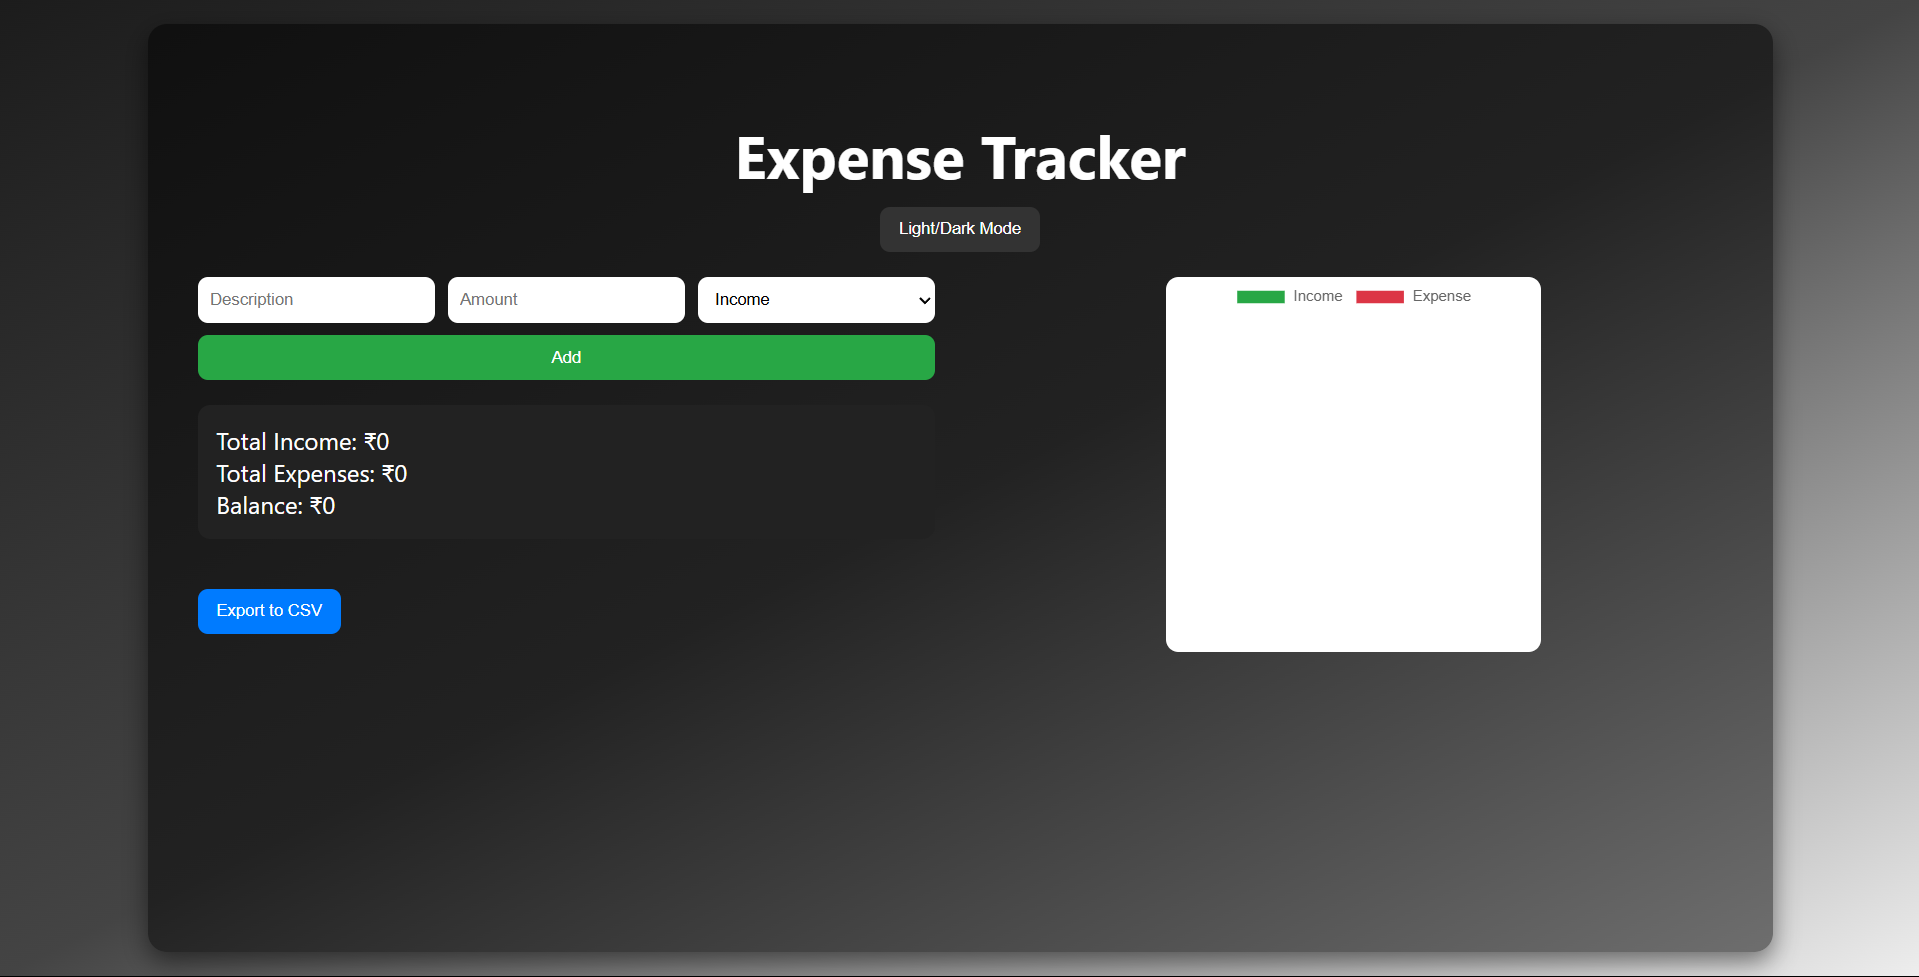 Expense Tracker
Light/Dark Mode
Description Amount Income
Add
Total Income: ₹0
Total Expenses: ₹0
Balance: ₹0
Export to CSV
Income Expense